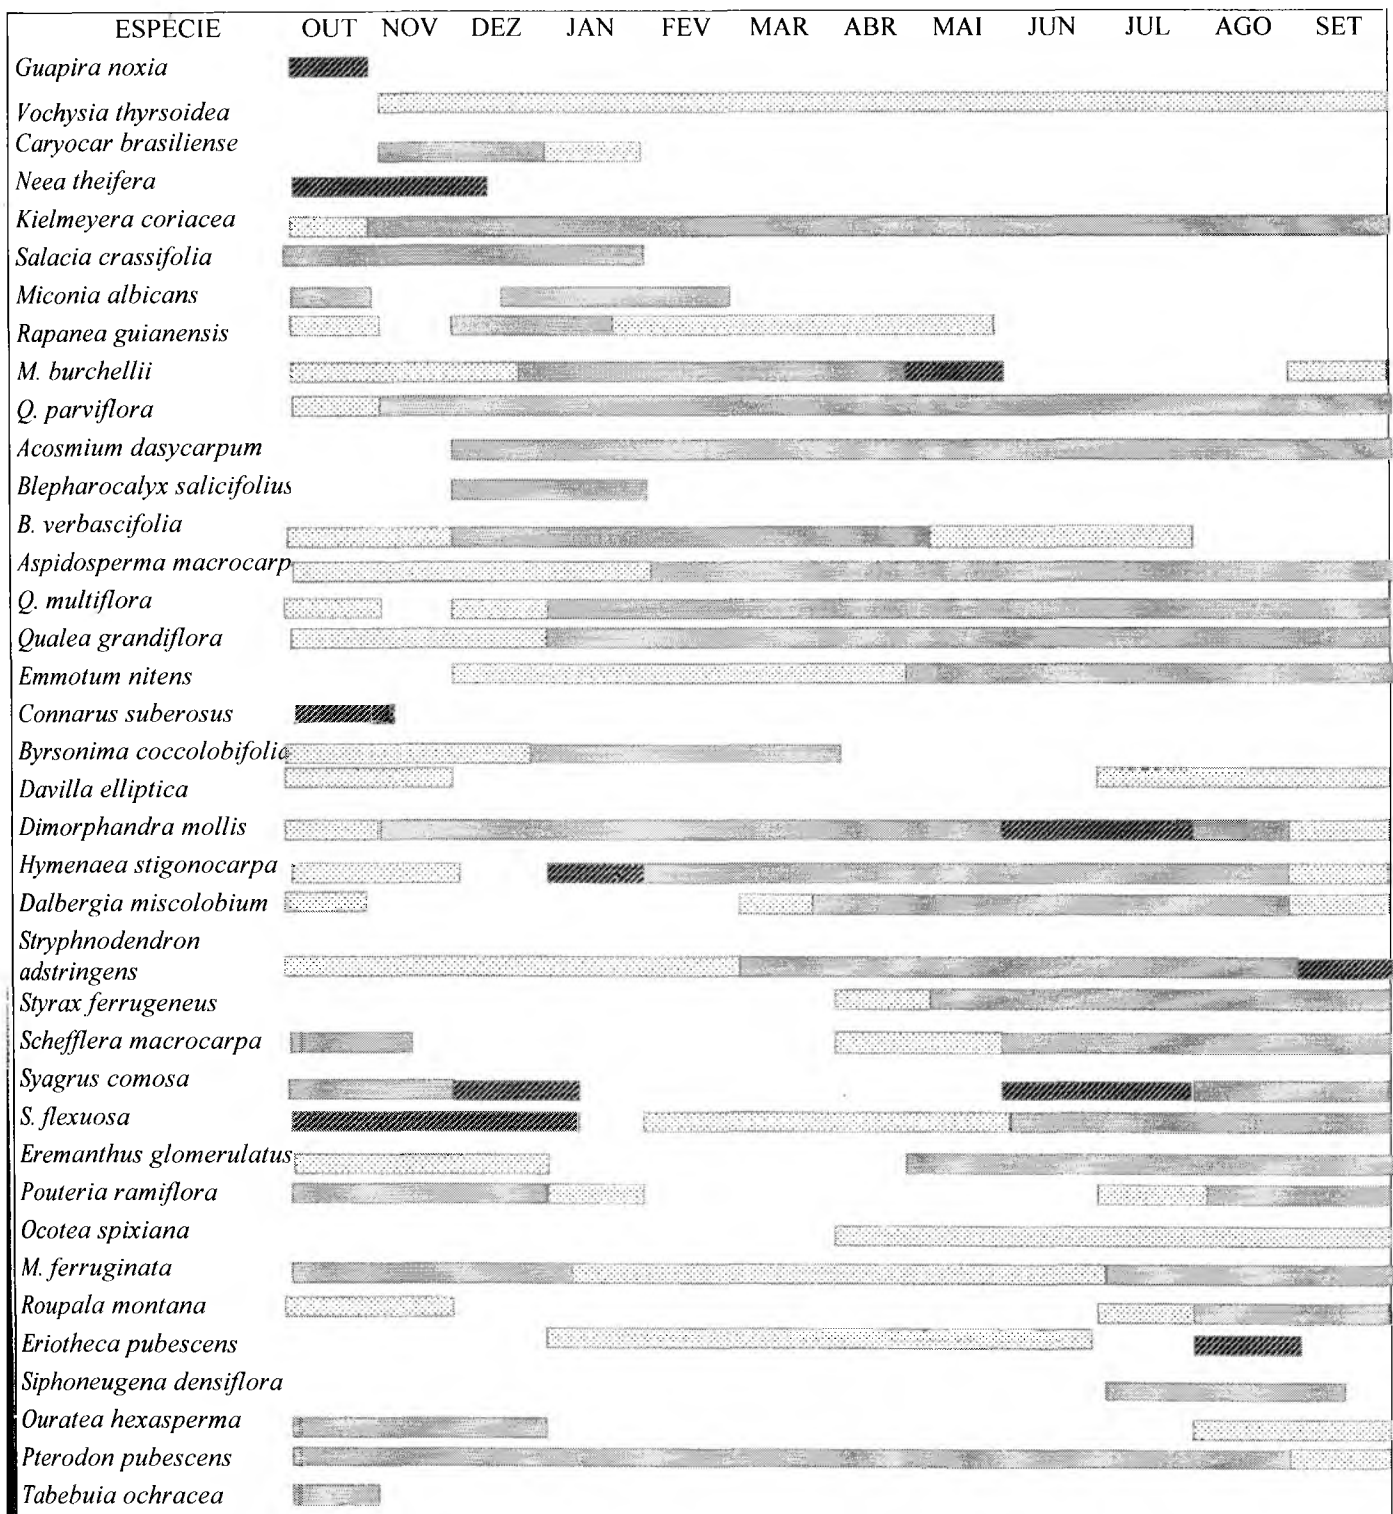 ESPÉCIE OUT NOV DEZ JAN FEV MAR ABR MAI JUN JUL AGO SET
Guapira noxia
Vochysia thyrsoidea
Caryocar brasiliense
Neea theifera
Kielmeyera coriacea
Salacia crassifolia
Miconia albicans
Rapanea guianensis
M. burchellii
Q. parviflora
Acosmium dasycarpum
Blepharocalyx salicifolius
B. verbascifolia
Aspidosperma macrocarp
Q. multiflora
Qualea grandiflora
Emmotum nitens
Connarus suberosus
Byrsonima coccolobifolia
Davilla elliptica
Dimorphandra mollis
Hymenaea stigonocarpa
Dalbergia miscolobium
Stryphnodendron
adstringens
Styrax ferrugeneus
Schefflera macrocarpa
Syagrus comosa
S. flexuosa
Eremanthus glomerulatus
Pouteria ramiflora
Ocotea spixiana
M. ferruginata
Roupala montana
Eriotheca pubescens
Siphoneugena densiflora
Ouratea hexasperma
Pterodon pubescens
Tabebuia ochracea